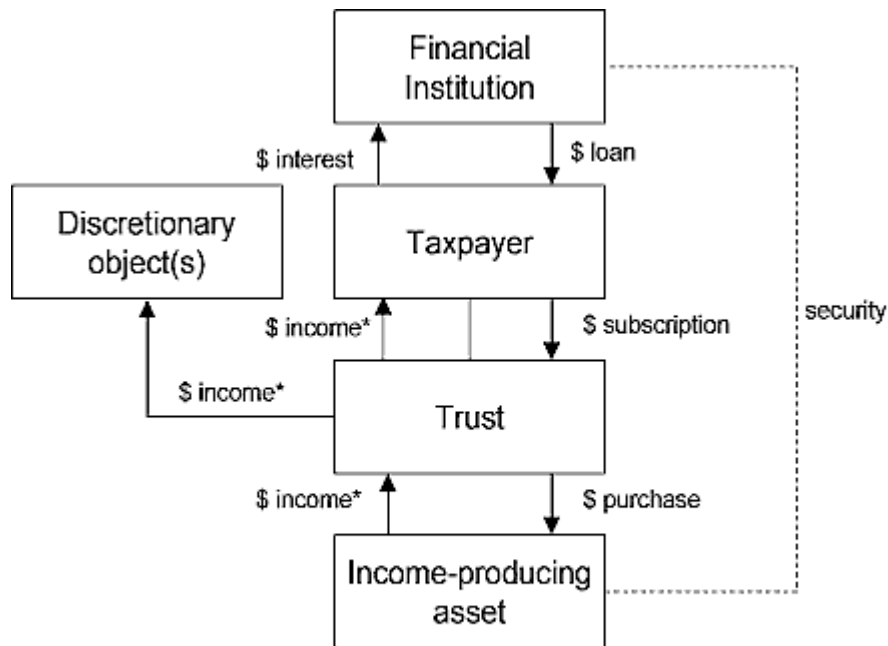 Financial
Institution
$ interest
$ loan
Discretionary
object(s)
Taxpayer
security
$ income*
$ subscription
$ income*
Trust
$ income*
$ purchase
Income-producing
asset